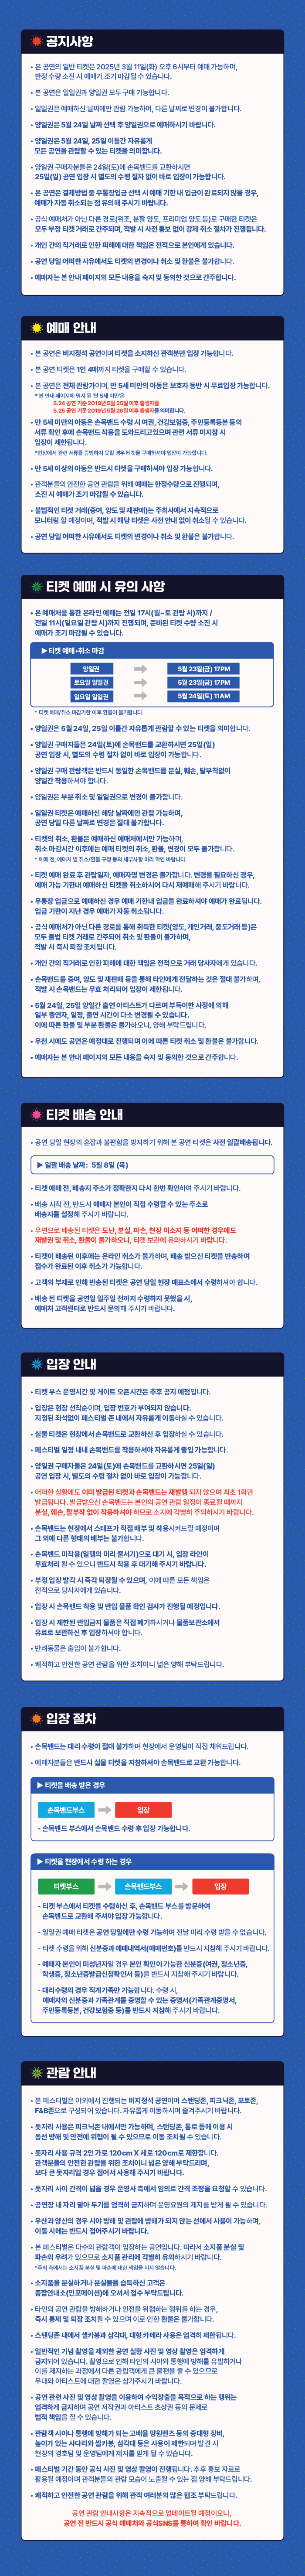 공지사항
• 본 공연의 일반 티켓은 2025년 3월 11일(화) 오후 6시부터 예매 가능하며,
한정 수량 소진 시 예매가 조기 마감될 수 있습니다.
• 본 공연은 일일권과 양일권 모두 구매 가능합니다.
• 일일권은 예매하신 날짜에만 관람 가능하며, 다른 날짜로 변경이 불가합니다.
• 양일권은 5월 24일 날짜 선택 후 양일권으로 예매하시기 바랍니다.
• 양일권은 5월 24일, 25일 이틀간 자유롭게
모든 공연을 관람할 수 있는 티켓을 의미합니다.
• 양일권 구매자분들은 24일(토)에 손목밴드를 교환하시면
25일(일) 공연 입장 시 별도의 수령 절차 없이 바로 입장이 가능합니다.
• 본 공연 결제방법 중 무통장입금 선택 시 예매 기한 내 입금이 완료되지 않을 경우,
예매가 자동 취소되는 점 유의해 주시기 바랍니다.
• 공식 예매처가 아닌 다른 경로(위조, 분할 양도, 프리미엄 양도 등)로 구매한 티켓은
모두 부정 티켓 거래로 간주되며, 적발 시 사전 통보 없이 강제 취소 절차가 진행됩니다.
• 개인 간의 직거래로 인한 피해에 대한 책임은 전적으로 본인에게 있습니다.
• 공연 당일 어떠한 사유에서도 티켓의 변경이나 취소 및 환불은 불가합니다.
• 예매자는 본 안내 페이지의 모든 내용을 숙지 및 동의한 것으로 간주합니다.
예매 안내
• 본 공연은 비지정석 공연이며 티켓을 소지하신 관객분만 입장 가능합니다.
• 본 공연 티켓은 1인 4매까지 티켓을 구매할 수 있습니다.
• 본 공연은 전체 관람가이며, 만 5세 미만의 아동은 보호자 동반 시 무료입장 가능합니다.
* 본 안내 페이지에 명시 된 '만 5세 미만'은
5.24 공연 기준 2019년 5월 25일 이후 출생자를
5.25 공연 기준 2019년 5월 26일 이후 출생자를 의미합니다.
• 만 5세 미만의 아동은 손목밴드 수령 시 여권, 건강보험증, 주민등록등본 등의
서류 확인 후에 손목밴드 착용을 도와드리고있으며 관련 서류 미지참 시
입장이 제한됩니다.
*현장에서 관련 서류를 증빙하지 못할 경우 티켓을 구매하셔야 입장이 가능합니다.
• 만 5세 이상의 아동은 반드시 티켓을 구매하셔야 입장 가능합니다.
• 관객분들의 안전한 공연 관람을 위해 예매는 한정수량으로 진행되며,
소진 시 예매가 조기 마감될 수 있습니다.
• 불법적인 티켓 거래(증여, 양도 및 재판매)는 주최사에서 지속적으로
모니터링 할 예정이며, 적발 시 해당 티켓은 사전 안내 없이 취소될 수 있습니다.
• 공연 당일 어떠한 사유에서도 티켓의 변경이나 취소 및 환불은 불가합니다.
티켓 예매 시 유의 사항
• 본 예매처를 통한 온라인 예매는 전일 17시(월~토 관람 시)까지 /
전일 11시(일요일 관람 시)까지 진행되며, 준비된 티켓 수량 소진 시
예매가 조기 마감될 수 있습니다.
▶ 티켓 예매•취소 마감
양일권 → 5월 23일(금) 17PM
토요일 일일권 → 5월 23일(금) 17PM
일요일 일일권 → 5월 24일(토) 11AM
* 티켓 예매/취소 마감기한 이후 환불이 불가합니다.
• 양일권은 5월 24일, 25일 이틀간 자유롭게 관람할 수 있는 티켓을 의미합니다.
• 양일권 구매자들은 24일(토)에 손목밴드를 교환하시면 25일(일)
공연 입장 시, 별도의 수령 절차 없이 바로 입장이 가능합니다.
• 양일권 구매 관람객은 반드시 동일한 손목밴드를 분실, 훼손, 탈부착없이
양일간 착용하셔야 합니다.
• 양일권은 부분 취소 및 일일권으로 변경이 불가합니다.
• 일일권 티켓은 예매하신 해당 날짜에만 관람 가능하며,
공연 당일 다른 날짜로 변경은 절대 불가합니다.
• 티켓의 취소, 환불은 예매하신 예매처에서만 가능하며,
취소 마감시간 이후에는 예매 티켓의 취소, 환불, 변경이 모두 불가합니다.
* 예매 전, 예매처 별 취소/환불 규정 등의 세부사항 미리 확인 바랍니다.
• 티켓 예매 완료 후 관람일자, 예매자명 변경은 불가합니다. 변경을 필요하신 경우,
예매 가능 기한내 예매하신 티켓을 취소하시어 다시 재예매해 주시기 바랍니다.
• 무통장 입금으로 예매하신 경우 예매 기한내 입금을 완료하셔야 예매가 완료됩니다.
입금 기한이 지난 경우 예매가 자동 취소됩니다.
• 공식 예매처가 아닌 다른 경로를 통해 취득한 티켓(양도, 개인거래, 중도거래 등)은
모두 불법 티켓 거래로 간주되어 취소 및 환불이 불가하며,
적발 시 즉시 퇴장 조치됩니다.
• 개인 간의 직거래로 인한 피해에 대한 책임은 전적으로 거래 당사자에게 있습니다.
• 손목밴드를 증여, 양도 및 재판매 등을 통해 타인에게 전달하는 것은 절대 불가하며,
적발 시 손목밴드는 무효 처리되어 입장이 제한됩니다.
• 5월 24일, 25일 양일간 출연 아티스트가 다르며 부득이한 사정에 의해
일부 출연자, 일정, 출연 시간이 다소 변경될 수 있습니다.
이에 따른 환불 및 부분 환불은 불가하오니, 양해 부탁드립니다.
• 우천 시에도 공연은 예정대로 진행되며 이에 따른 티켓 취소 및 환불은 불가합니다.
• 예매자는 본 안내 페이지의 모든 내용을 숙지 및 동의한 것으로 간주합니다.
티켓 배송 안내
• 공연 당일 현장의 혼잡과 불편함을 방지하기 위해 본 공연 티켓은 사전 일괄배송됩니다.
▶ 일괄 배송 날짜: 5월 8일 (목)
• 티켓 예매 전, 배송지 주소가 정확한지 다시 한번 확인하여 주시기 바랍니다.
• 배송 시작 전, 반드시 예매자 본인이 직접 수령할 수 있는 주소로
배송지를 설정해 주시기 바랍니다.
• 우편으로 배송된 티켓은 도난, 분실, 파손, 현장 미소지 등 어떠한 경우에도
재발권 및 취소, 환불이 불가하오니, 티켓 보관에 유의하시기 바랍니다.
• 티켓이 배송된 이후에는 온라인 취소가 불가하며, 배송 받으신 티켓을 반송하여
접수가 완료된 이후 취소가 가능합니다.
• 고객의 부재로 인해 반송된 티켓은 공연 당일 현장 매표소에서 수령하셔야 합니다.
• 배송 된 티켓을 공연일 일주일 전까지 수령하지 못했을 시,
예매처 고객센터로 반드시 문의해 주시기 바랍니다.
입장 안내
• 티켓 부스 운영시간 및 게이트 오픈시간은 추후 공지 예정입니다.
• 입장은 현장 선착순이며, 입장 번호가 부여되지 않습니다.
지정된 좌석없이 페스티벌 존 내에서 자유롭게 이동하실 수 있습니다.
• 실물 티켓은 현장에서 손목밴드로 교환하신 후 입장하실 수 있습니다.
• 페스티벌 일정 내내 손목밴드를 착용하셔야 자유롭게 출입 가능합니다.
• 양일권 구매자들은 24일(토)에 손목밴드를 교환하시면 25일(일)
공연 입장 시, 별도의 수령 절차 없이 바로 입장이 가능합니다.
• 어떠한 상황에도 이미 발급된 티켓과 손목밴드는 재발행 되지 않으며 최초 1회만
발급됩니다. 발급받으신 손목밴드는 본인의 공연 관람 일정이 종료될 때까지
분실, 훼손, 탈부착 없이 착용하셔야 하므로 소지에 각별히 주의하시기 바랍니다.
• 손목밴드는 현장에서 스태프가 직접 배부 및 착용시켜드릴 예정이며
그 외에 다른 형태의 배부는 불가합니다.
• 손목밴드 미착용(일행의 미리 줄서기)으로 대기 시, 입장 라인이
무효처리 될 수 있으니 반드시 착용 후 대기해 주시기 바랍니다.
• 부정 입장 발각 시 즉각 퇴장될 수 있으며, 이에 따른 모든 책임은
전적으로 당사자에게 있습니다.
• 입장 시 손목밴드 착용 및 반입 물품 확인 검사가 진행될 예정입니다.
• 입장 시 제한된 반입금지 물품은 직접 폐기하시거나 물품보관소에서
유료로 보관하신 후 입장하셔야 합니다.
• 반려동물은 출입이 불가합니다.
• 쾌적하고 안전한 공연 관람을 위한 조치이니 넓은 양해 부탁드립니다.
입장 절차
• 손목밴드는 대리 수령이 절대 불가하며 현장에서 운영팀이 직접 채워드립니다.
• 예매자분들은 반드시 실물 티켓을 지참하셔야 손목밴드로 교환 가능합니다.
▶ 티켓을 배송 받은 경우
손목밴드부스 → 입장
- 손목밴드 부스에서 손목밴드 수령 후 입장 가능합니다.
▶ 티켓을 현장에서 수령 하는 경우
티켓부스 → 손목밴드부스 → 입장
- 티켓 부스에서 티켓을 수령하신 후, 손목밴드 부스를 방문하여
손목밴드로 교환해 주셔야 입장 가능합니다.
- 일일권 예매 티켓은 공연 당일에만 수령 가능하며 전날 미리 수령 받을 수 없습니다.
- 티켓 수령을 위해 신분증과 예매내역서(예매번호)를 반드시 지참해 주시기 바랍니다.
- 예매자 본인이 미성년자일 경우 본인 확인이 가능한 신분증(여권, 청소년증,
학생증, 청소년증발급신청확인서 등)을 반드시 지참해 주시기 바랍니다.
- 대리수령의 경우 직계가족만 가능합니다. 수령 시,
예매자의 신분증과 가족관계를 증명할 수 있는 증명서(가족관계증명서,
주민등록등본, 건강보험증 등)를 반드시 지참해 주시기 바랍니다.
관람 안내
• 본 페스티벌은 야외에서 진행되는 비지정석 공연이며 스탠딩존, 피크닉존, 포토존,
F&B존으로 구성되어 있습니다. 자유롭게 이동하시며 즐겨주시기 바랍니다.
• 돗자리 사용은 피크닉존 내에서만 가능하며, 스탠딩존, 통로 등에 이용 시
동선 방해 및 안전에 위협이 될 수 있으므로 이동 조치될 수 있습니다.
• 돗자리 사용 규격 2인 가로 120cm X 세로 120cm로 제한합니다.
관객분들의 안전한 관람을 위한 조치이니 넓은 양해 부탁드리며,
보다 큰 돗자리일 경우 접어서 사용해 주시기 바랍니다.
• 돗자리 사이 간격이 넓을 경우 운영사 측에서 임의로 간격 조정을 요청할 수 있습니다.
• 공연장 내 자리 맡아 두기를 엄격히 금지하며 운영요원의 제지를 받게 될 수 있습니다.
• 우산과 양산의 경우 시야 방해 및 관람에 방해가 되지 않는 선에서 사용이 가능하며,
이동 시에는 반드시 접어주시기 바랍니다.
• 본 페스티벌은 다수의 관람객이 입장하는 공연입니다. 따라서 소지품 분실 및
파손의 우려가 있으므로 소지품 관리에 각별히 유의하시기 바랍니다.
*주최 측에서는 소지품 분실 및 파손에 대한 책임을 지지 않습니다.
• 소지품을 분실하거나 분실물을 습득하신 고객은
종합안내소(인포메이션)에 오셔서 접수 부탁드립니다.
• 타인의 공연 관람을 방해하거나 안전을 위협하는 행위를 하는 경우,
즉시 통제 및 퇴장 조치될 수 있으며 이로 인한 환불은 불가합니다.
• 스탠딩존 내에서 셀카봉과 삼각대, 대형 카메라 사용은 엄격히 제한됩니다.
• 일반적인 기념 촬영을 제외한 공연 실황 사진 및 영상 촬영은 엄격하게
금지되어 있습니다. 촬영으로 인해 타인의 시야와 통행에 방해를 유발하거나
이를 제지하는 과정에서 다른 관람객에게 큰 불편을 줄 수 있으므로
무대와 아티스트에 대한 촬영은 삼가주시기 바랍니다.
• 공연 관련 사진 및 영상 촬영을 이용하여 수익창출을 목적으로 하는 행위는
엄격하게 금지하며 공연 저작권과 아티스트 초상권 등의 문제로
법적 책임을 질 수 있습니다.
• 관람객 시야나 통행에 방해가 되는 고배율 망원렌즈 등의 중대형 장비,
높이가 있는 사다리와 셀카봉, 삼각대 등은 사용이 제한되며 발견 시
현장의 경호팀 및 운영팀에게 제지를 받게 될 수 있습니다.
• 페스티벌 기간 동안 공식 사진 및 영상 촬영이 진행됩니다. 추후 홍보 자료로
활용될 예정이며 관객분들의 관람 모습이 노출될 수 있는 점 양해 부탁드립니다.
• 쾌적하고 안전한 공연 관람을 위해 관객 여러분의 많은 협조 부탁드립니다.
공연 관람 안내사항은 지속적으로 업데이트될 예정이오니,
공연 전 반드시 공식 예매처와 공식SNS를 통하여 확인 바랍니다.